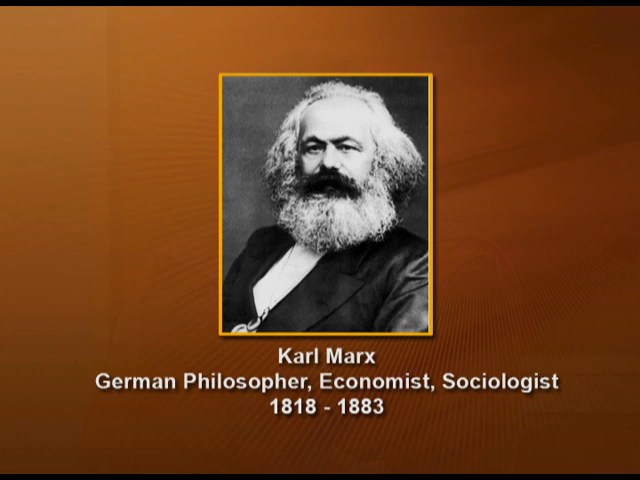 Karl Marx
German Philosopher, Economist, Sociologist
1818 - 1883